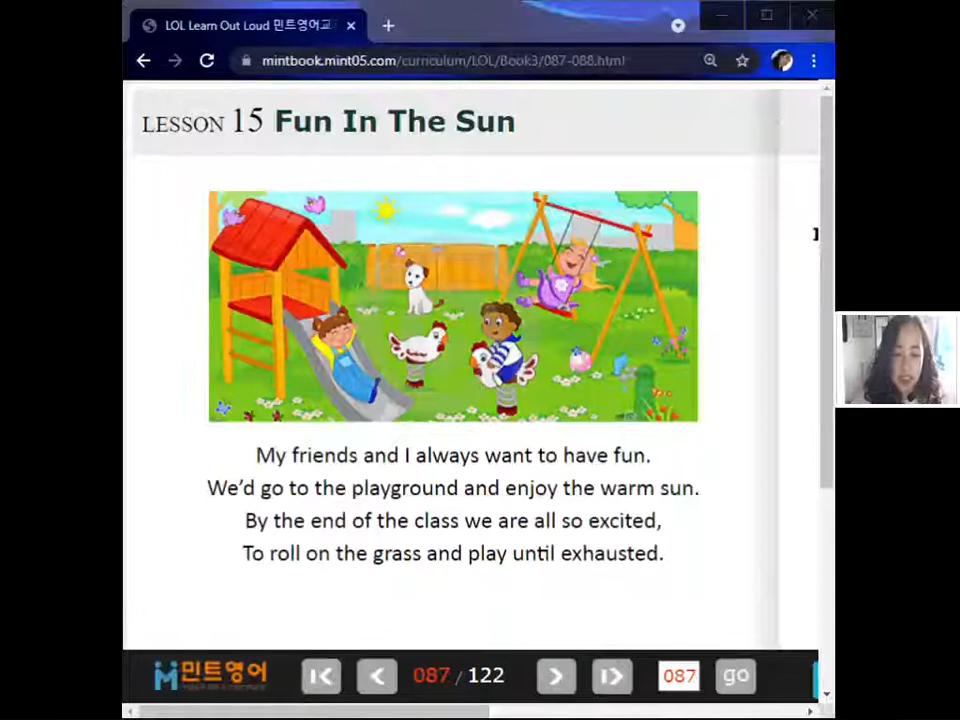 LOL Learn Out Loud 민트영어교
mintbook.mint05.com/curriculum/LOL/Book3/087-088.html
LESSON 15 Fun In The Sun
My friends and I always want to have fun.
We'd go to the playground and enjoy the warm sun.
By the end of the class we are all so excited,
To roll on the grass and play until exhausted.
민트영어
087 / 122
087
go